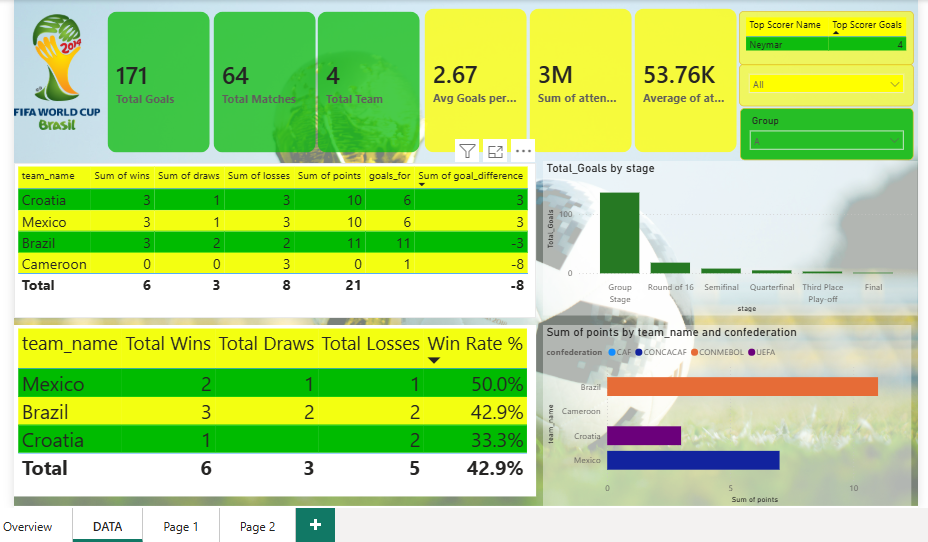 2014
FIFA WORLD CUP
Brasil
171
Total Goals
64
Total Matches
4
Total Team
2.67
Avg Goals per...
3M
Sum of atten...
53.76K
Average of at...
Top Scorer Name Top Scorer Goals
Neymar 4
All
Group
A
team_name Sum of wins Sum of draws Sum of losses Sum of points goals_for Sum of goal_difference
Croatia 3 1 3 10 6 3
Mexico 3 1 3 10 6 3
Brazil 3 2 2 11 11 -3
Cameroon 0 0 3 0 1 -8
Total 6 3 8 21 -8
Total_Goals by stage
Total_Goals
100
0
Group Stage
Round of 16
Semifinal
Quarterfinal
Third Place Play-off
Final
stage
team_name Total Wins Total Draws Total Losses Win Rate %
Mexico 2 1 1 50.0%
Brazil 3 2 2 42.9%
Croatia 1 2 33.3%
Total 6 3 5 42.9%
Sum of points by team_name and confederation
confederation CAF CONCACAF CONMEBOL UEFA
team_name
Brazil
Cameroon
Croatia
Mexico
0 5 10
Sum of points
Overview DATA Page 1 Page 2 +